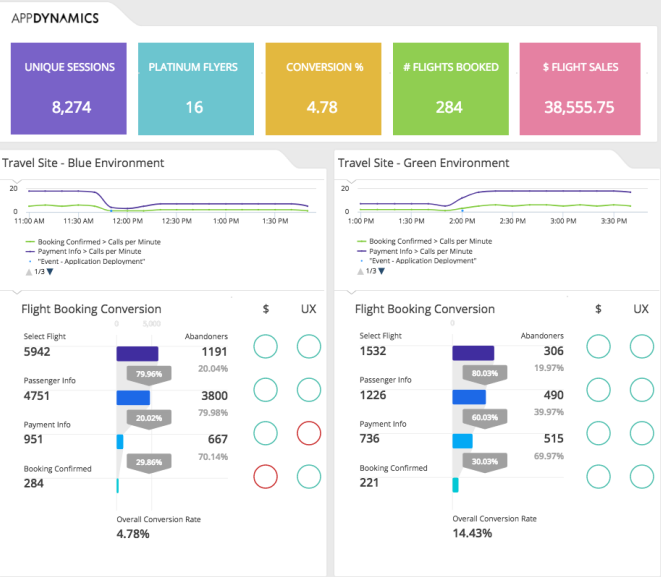 APPDYNAMICS
UNIQUE SESSIONS
8,274
PLATINUM FLYERS
16
CONVERSION %
4.78
# FLIGHTS BOOKED
284
$ FLIGHT SALES
38,555.75
Travel Site - Blue Environment
20
0
11:00 AM 11:30 AM 12:00 PM 12:30 PM 1:00 PM 1:30 PM
Booking Confirmed > Calls per Minute
Payment Info > Calls per Minute
"Event - Application Deployment"
1/3
Flight Booking Conversion $ UX
0 5,000
Select Flight Abandoners
5942 1191
79.96% 20.04%
Passenger Info
4751 3800
20.02% 79.98%
Payment Info
951 667
29.86% 70.14%
Booking Confirmed
284
Overall Conversion Rate
4.78%
Travel Site - Green Environment
20
0
1:00 PM 1:30 PM 2:00 PM 2:30 PM 3:00 PM 3:30 PM
Booking Confirmed > Calls per Minute
Payment Info > Calls per Minute
"Event - Application Deployment"
1/3
Flight Booking Conversion $ UX
0
Select Flight Abandoners
1532 306
80.03% 19.97%
Passenger Info
1226 490
60.03% 39.97%
Payment Info
736 515
30.03% 69.97%
Booking Confirmed
221
Overall Conversion Rate
14.43%